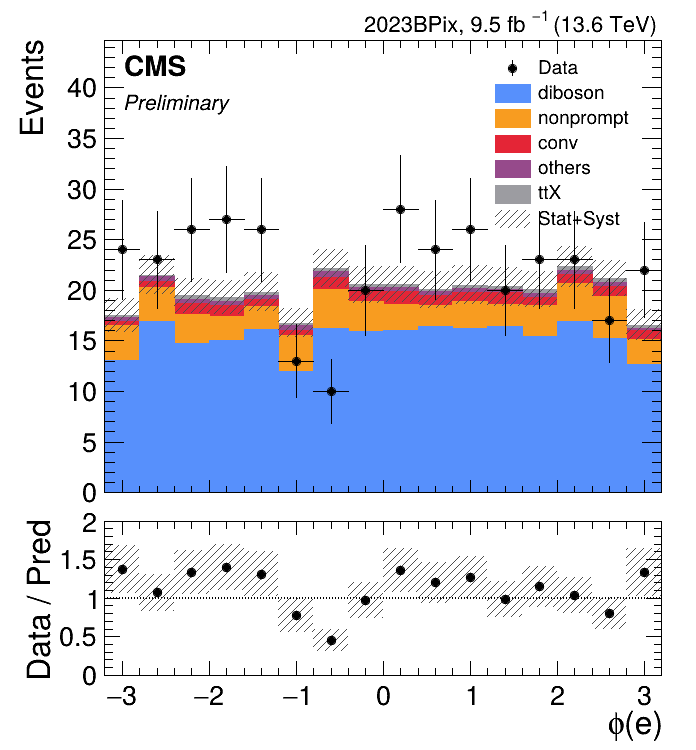 2023BPix, 9.5 fb⁻¹ (13.6 TeV)
CMS
Preliminary
Events
40
35
30
25
20
15
10
5
0
Data
diboson
nonprompt
conv
others
ttX
Stat+Syst
Data / Pred
2
1.5
1
0.5
0
−3 −2 −1 0 1 2 3
ϕ(e)